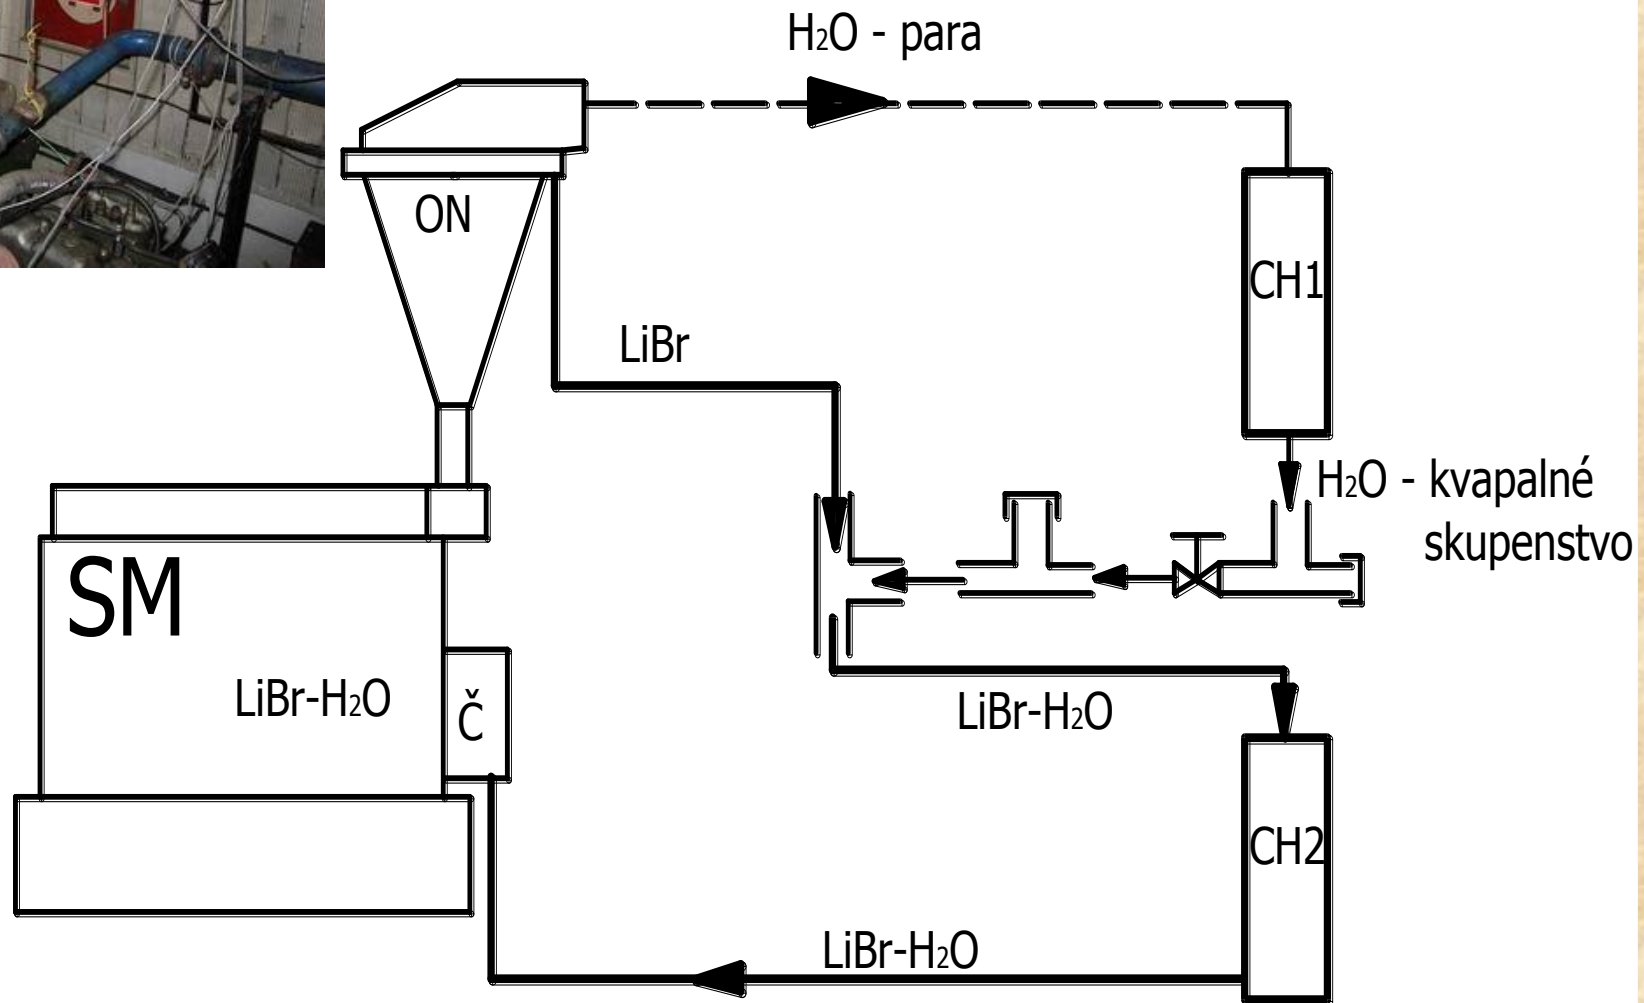 H₂O - para
ON
CH1
LiBr
H₂O - kvapalné
skupenstvo
SM
LiBr-H₂O
Č
LiBr-H₂O
CH2
LiBr-H₂O